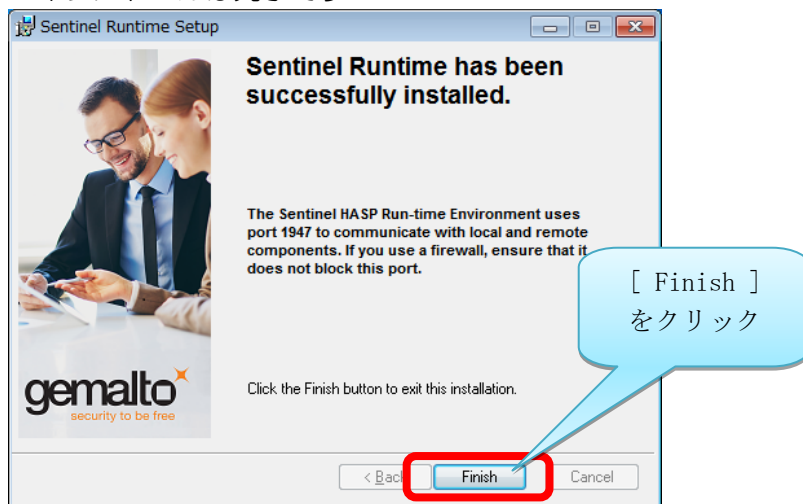 Sentinel Runtime Setup
Sentinel Runtime has been
successfully installed.
The Sentinel HASP Run-time Environment uses
port 1947 to communicate with local and remote
components. If you use a firewall, ensure that it
does not block this port.
[ Finish ]
をクリック
Click the Finish button to exit this installation.
gemalto
security to be free
< Back
Finish
Cancel